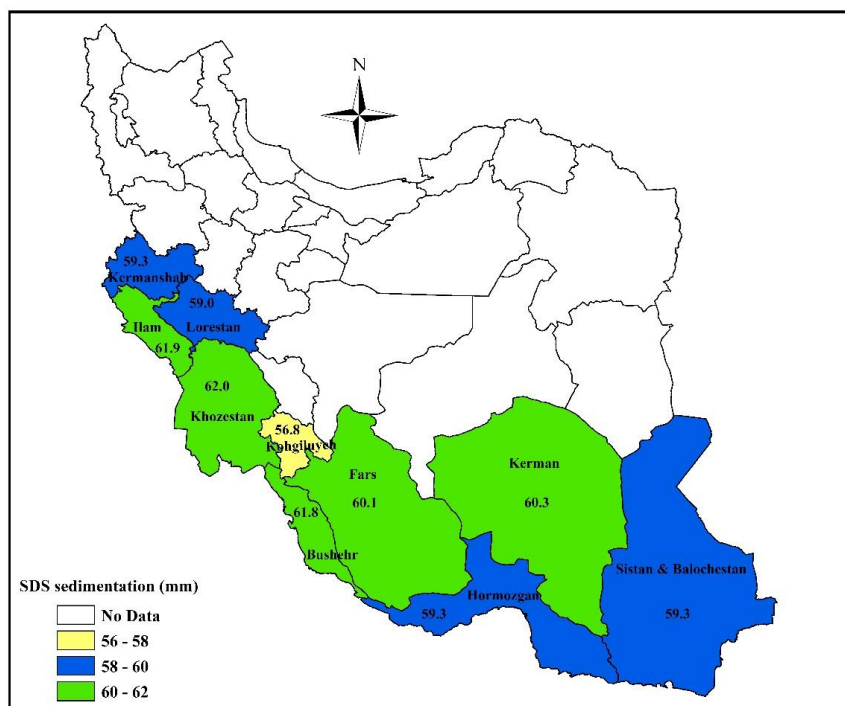 N
59.3
Kermanshah
59.0
Lorestan
Ilam
61.9
62.0
Khozestan
56.8
Kohgiluyeh
Fars
60.1
Kerman
60.3
61.8
Bushehr
Hormozgan
59.3
Sistan & Balochestan
59.3
SDS sedimentation (mm)
No Data
56 - 58
58 - 60
60 - 62